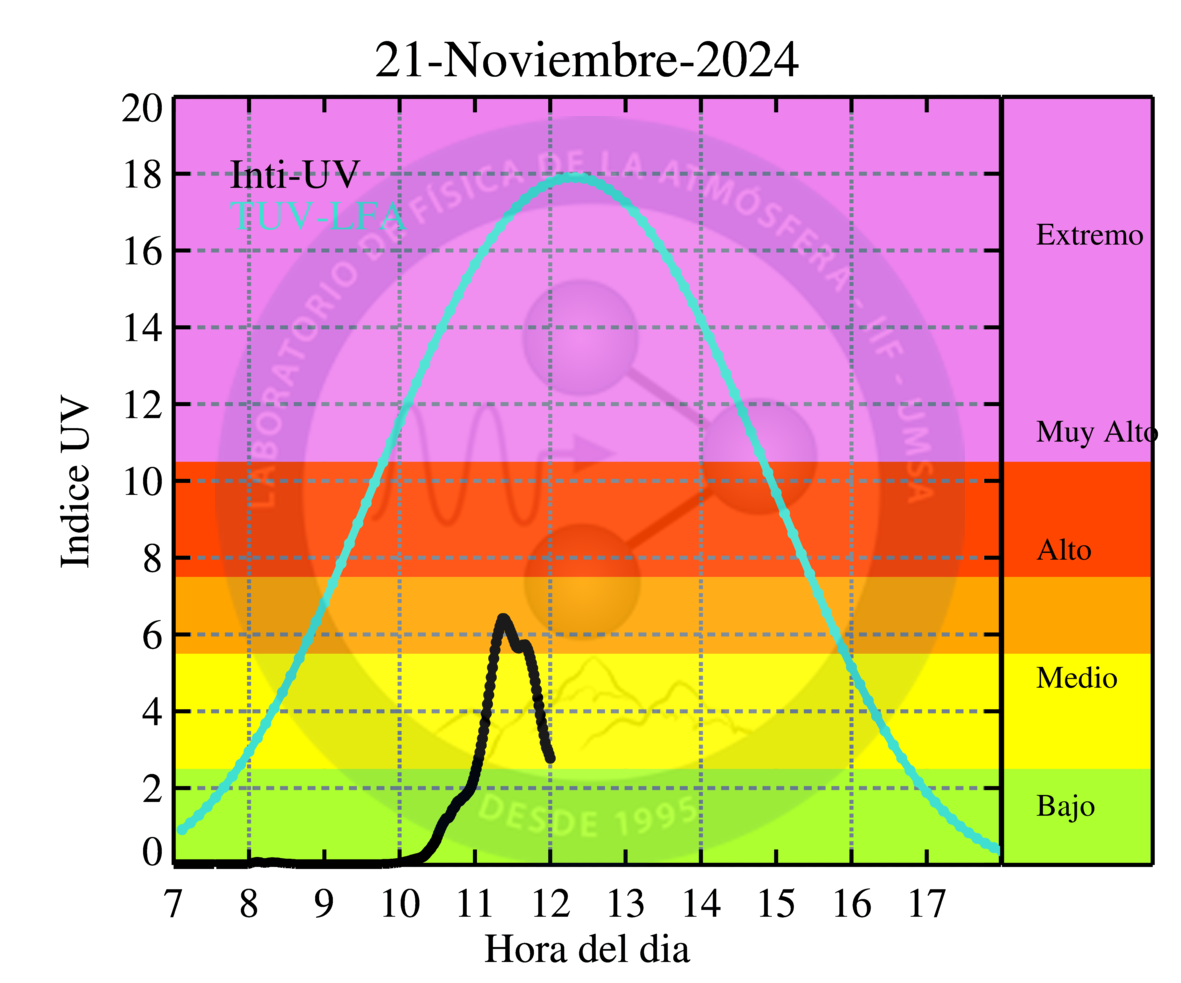 21-Noviembre-2024
20
18
16
14
12
10
8
6
4
2
0
Indice UV
Inti-UV
TUV-LFA
LABORATORIO DE FÍSICA DE LA ATMÓSFERA - IIF - UMSA
DESDE 1995
Extremo
Muy Alto
Alto
Medio
Bajo
7 8 9 10 11 12 13 14 15 16 17
Hora del dia